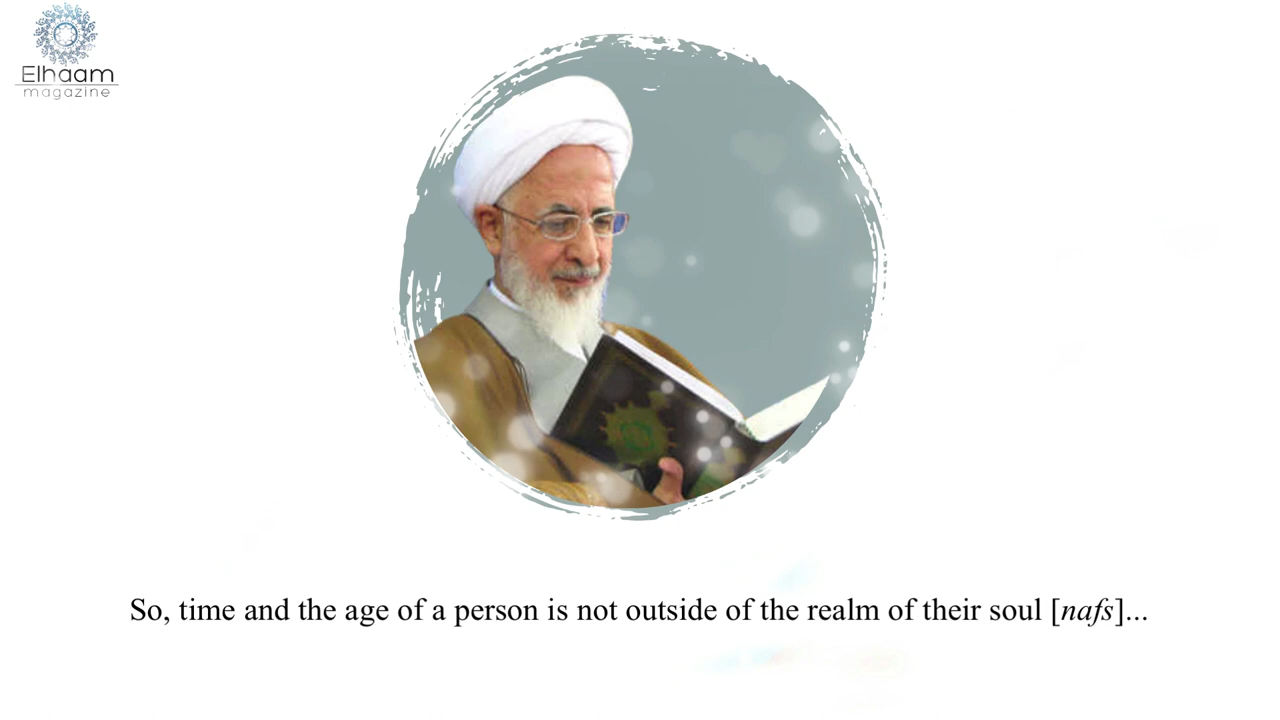 Elhaam
magazine
So, time and the age of a person is not outside of the realm of their soul [nafs]...